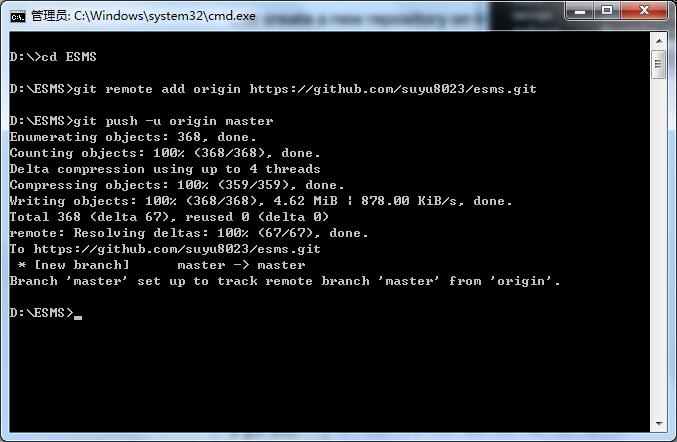 管理员: C:\Windows\system32\cmd.exe
D:\>cd ESMS
D:\ESMS>git remote add origin https://github.com/suyu8023/esms.git
D:\ESMS>git push -u origin master
Enumerating objects: 368, done.
Counting objects: 100% (368/368), done.
Delta compression using up to 4 threads
Compressing objects: 100% (359/359), done.
Writing objects: 100% (368/368), 4.62 MiB | 878.00 KiB/s, done.
Total 368 (delta 67), reused 0 (delta 0)
remote: Resolving deltas: 100% (67/67), done.
To https://github.com/suyu8023/esms.git
 * [new branch]      master -> master
Branch 'master' set up to track remote branch 'master' from 'origin'.
D:\ESMS>